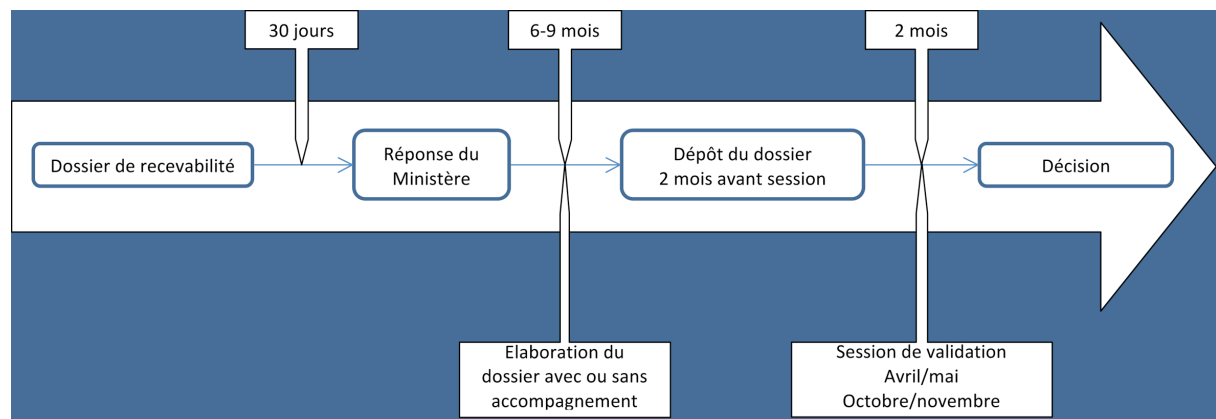 30 jours
6-9 mois
2 mois
Dossier de recevabilité
Réponse du
Ministère
Dépôt du dossier
2 mois avant session
Décision
Elaboration du
dossier avec ou sans
accompagnement
Session de validation
Avril/mai
Octobre/novembre